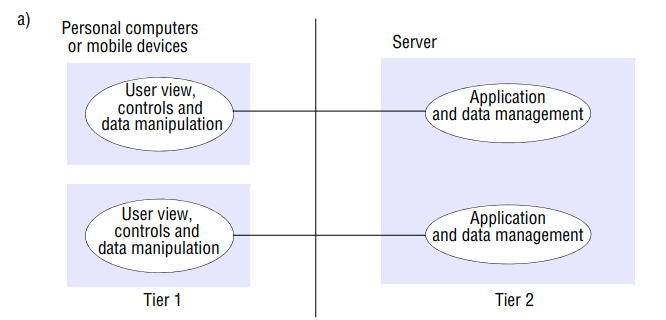 a)
Personal computers
or mobile devices
Server
User view,
controls and
data manipulation
Application
and data management
User view,
controls and
data manipulation
Application
and data management
Tier 1
Tier 2